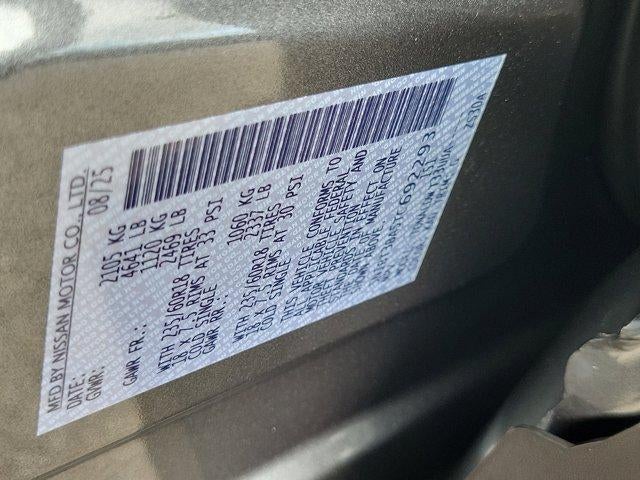 MFD BY NISSAN MOTOR CO., LTD.
DATE: 08/25
GVWR: 2105 KG
4641 LB
GAWR FR.: 1120 KG
2469 LB
WITH 235/60R18 TIRES
18 X 7.5 RIMS AT 33 PSI
COLD SINGLE
GAWR RR.: 1060 KG
2337 LB
WITH 235/60R18 TIRES
18 X 7.5 RIMS AT 30 PSI
COLD SINGLE
THIS VEHICLE CONFORMS TO
ALL APPLICABLE FEDERAL
MOTOR VEHICLE SAFETY AND
THEFT PREVENTION
STANDARDS IN EFFECT ON
THE DATE OF MANUFACTURE
SHOWN ABOVE.
692293
ZS30A